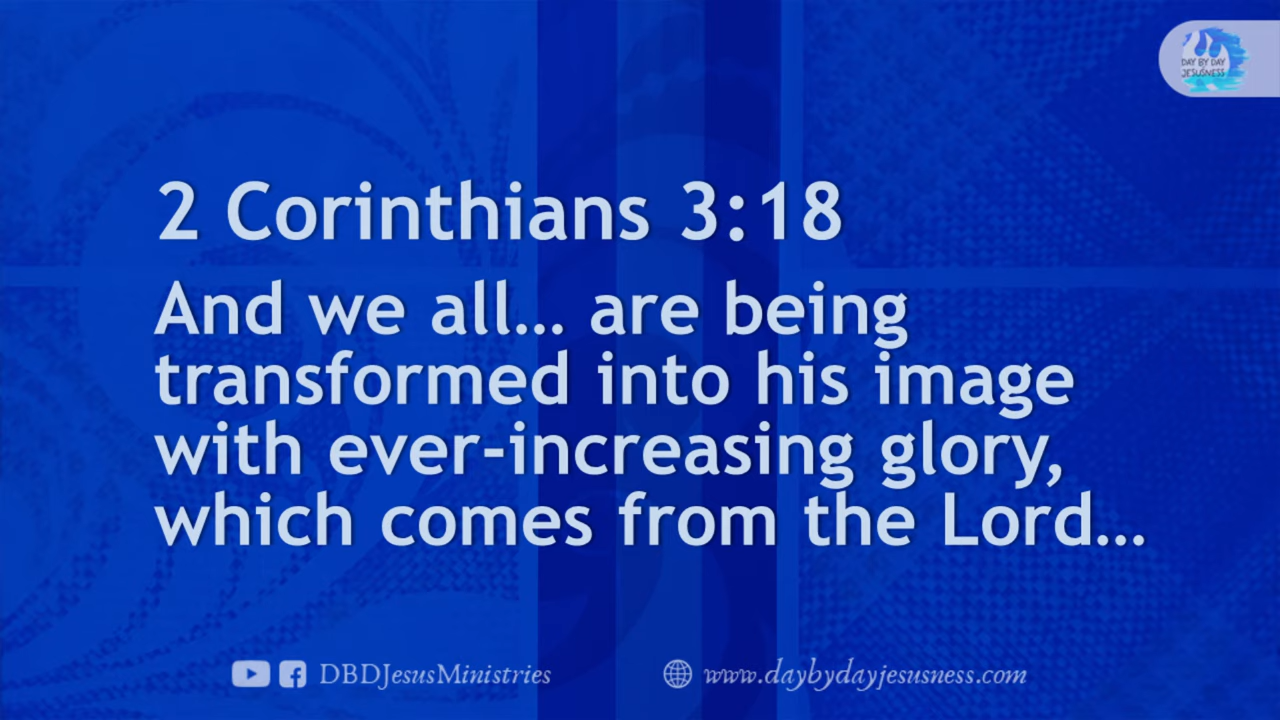 DAY BY DAY
JESUSNESS
2 Corinthians 3:18
And we all... are being
transformed into his image
with ever-increasing glory,
which comes from the Lord...
DBDJesusMinistries
www.daybydayjesusness.com